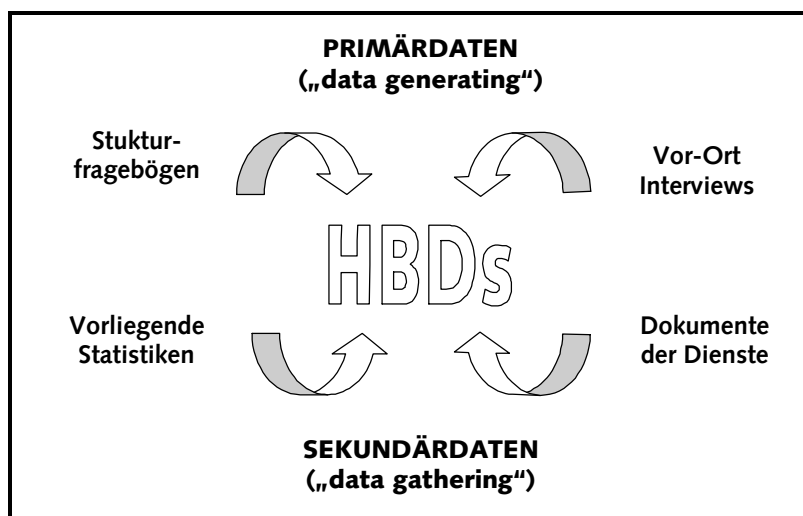 PRIMÄRDATEN
(„data generating“)
Stuktur-
fragebögen
Vor-Ort
Interviews
HBDs
Vorliegende
Statistiken
Dokumente
der Dienste
SEKUNDÄRDATEN
(„data gathering“)